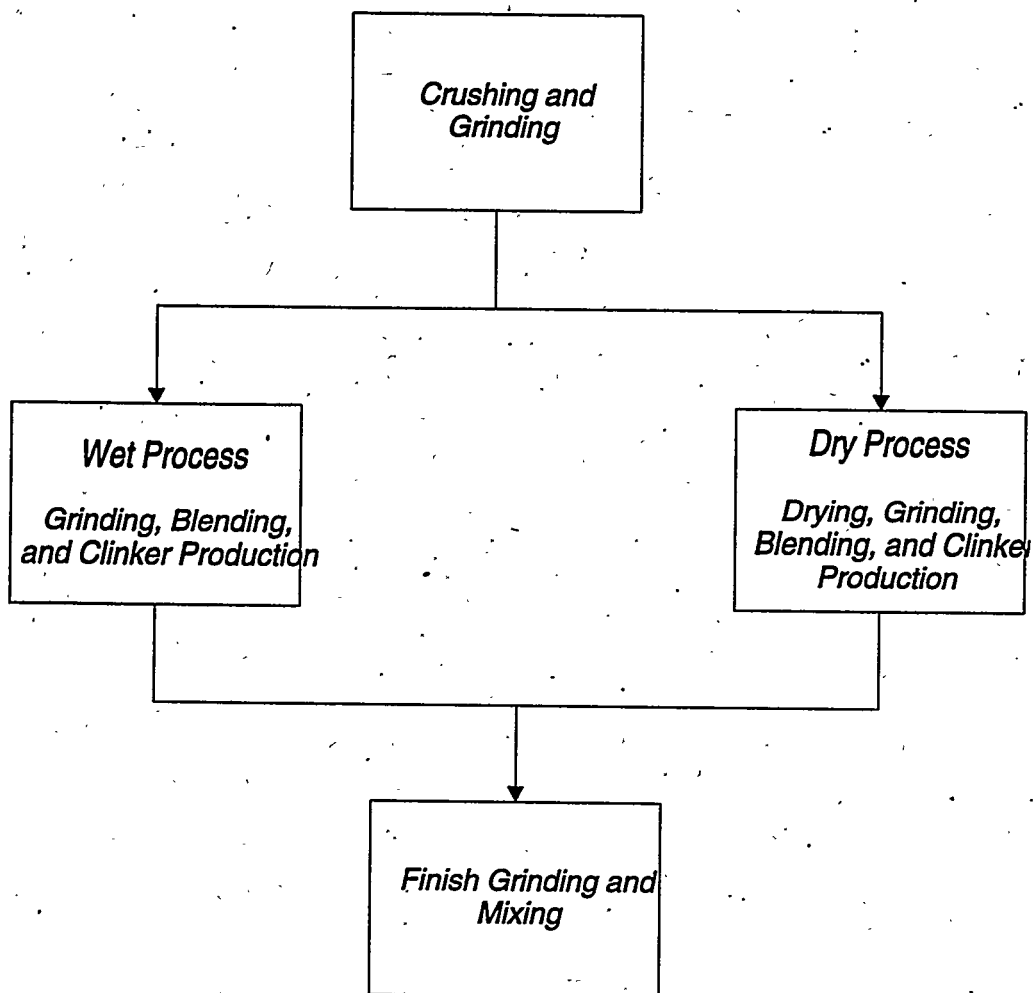 Crushing and
Grinding
Wet Process
Grinding, Blending,
and Clinker Production
Dry Process
Drying, Grinding,
Blending, and Clinker
Production
Finish Grinding and
Mixing